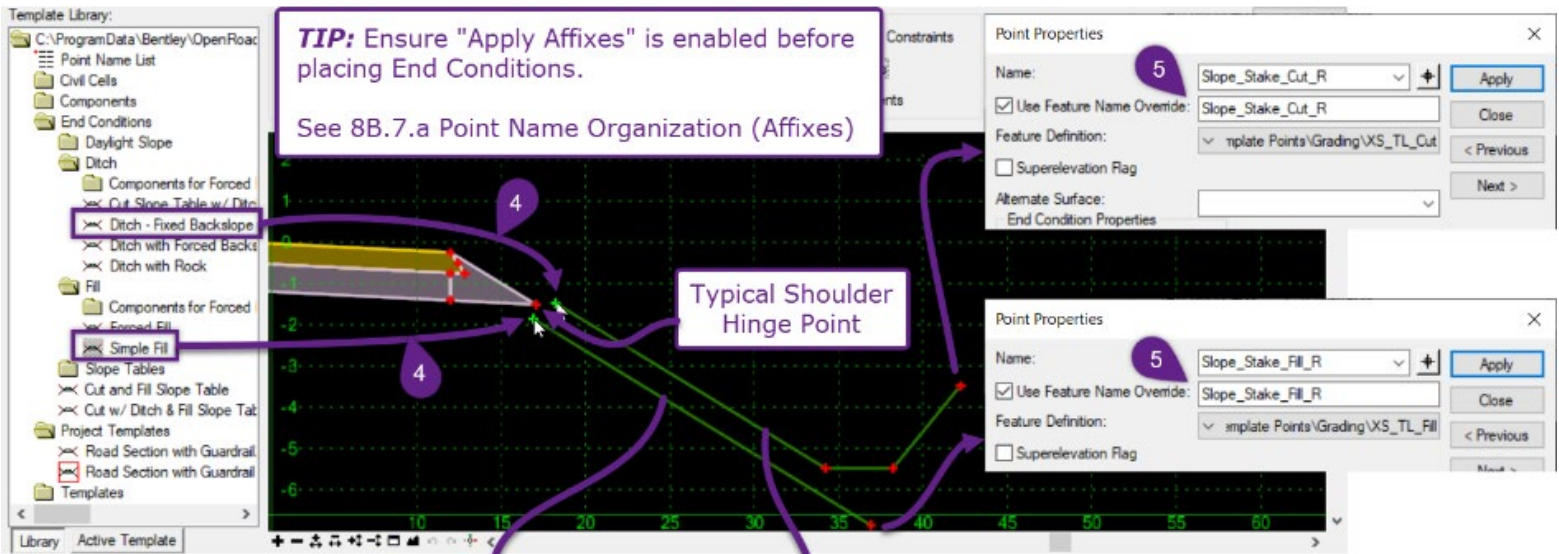 Template Library:
C:\ProgramData\Bentley\OpenRoad
Point Name List
Civil Cells
Components
End Conditions
Daylight Slope
Ditch
Components for Forced
Cut Slope Table w/ Ditc
Ditch - Fixed Backslope
Ditch with Forced Backs
Ditch with Rock
Fill
Components for Forced
Forced Fill
Simple Fill
Slope Tables
Cut and Fill Slope Table
Cut w/ Ditch & Fill Slope Tab
Project Templates
Road Section with Guardrail.
Road Section with Guardrail
Templates
Library
Active Template
TIP: Ensure "Apply Affixes" is enabled before
placing End Conditions.
See 8B.7.a Point Name Organization (Affixes)
Constraints
4
4
Typical Shoulder
Hinge Point
2
1
0
-1
-2
-3
-4
-5
-6
10 15 20 25 30 35 40 45 50 55 60
Point Properties
Name:
5
Slope_Stake_Cut_R
Apply
Use Feature Name Override:
Slope_Stake_Cut_R
Close
Feature Definition:
mplate Points\Grading\XS_TL_Cut
< Previous
Superelevation Flag
Next >
Alternate Surface:
End Condition Properties
Point Properties
Name:
5
Slope_Stake_Fill_R
Apply
Use Feature Name Override:
Slope_Stake_Fill_R
Close
Feature Definition:
emplate Points\Grading\XS_TL_Fill
< Previous
Superelevation Flag
Next >